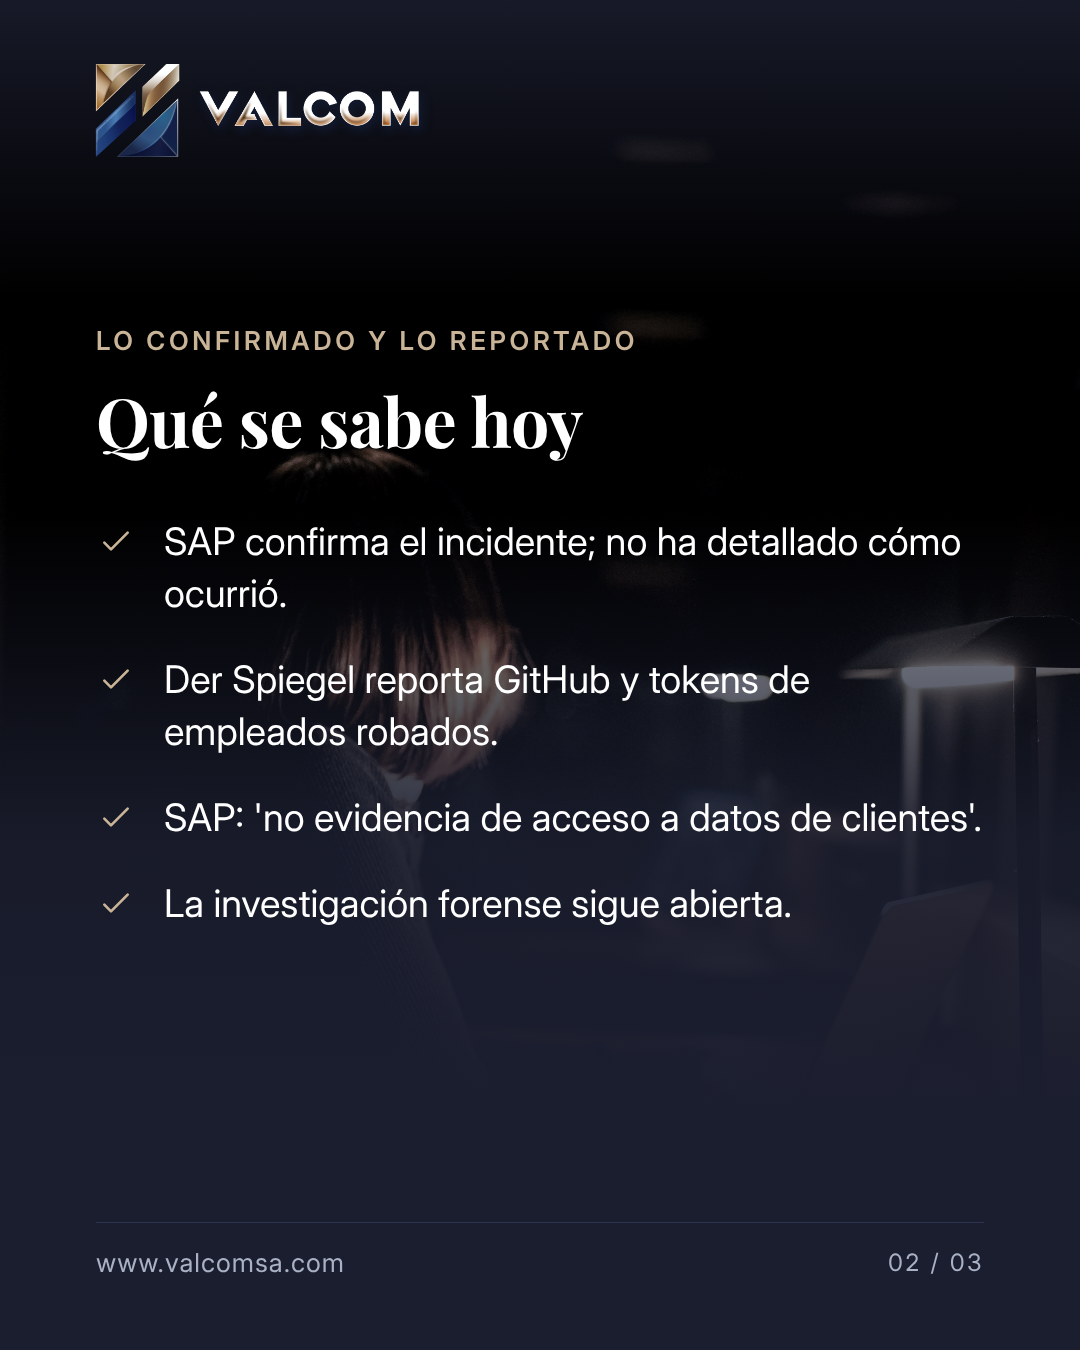 VALCOM
LO CONFIRMADO Y LO REPORTADO
Qué se sabe hoy
SAP confirma el incidente; no ha detallado cómo
ocurrió.
Der Spiegel reporta GitHub y tokens de
empleados robados.
SAP: 'no evidencia de acceso a datos de clientes'.
La investigación forense sigue abierta.
www.valcomsa.com
02 / 03